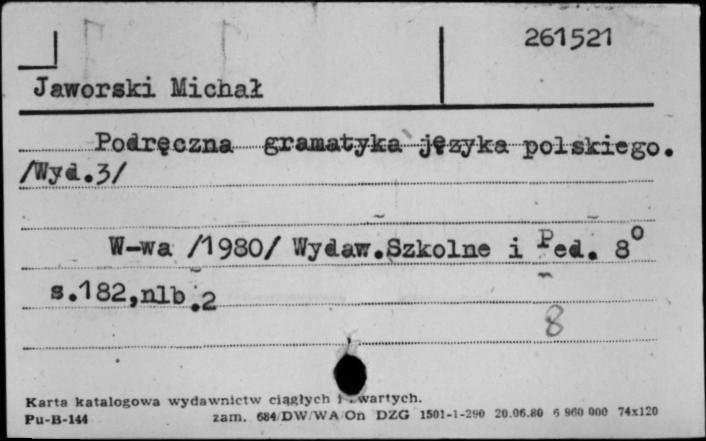 261521
Jaworski Michał
Podręczna gramatyka języka polskiego.
/Wyd.3/
W-wa /1980/ Wydaw.Szkolne i Ped. 8°
s.182,nlb.2
8
Karta katalogowa wydawnictw ciągłych i zwartych.
Pu-B-144 zam. 684/DW/WA/On DZG 1501-1-290 20.06.80 6 960 000 74x120